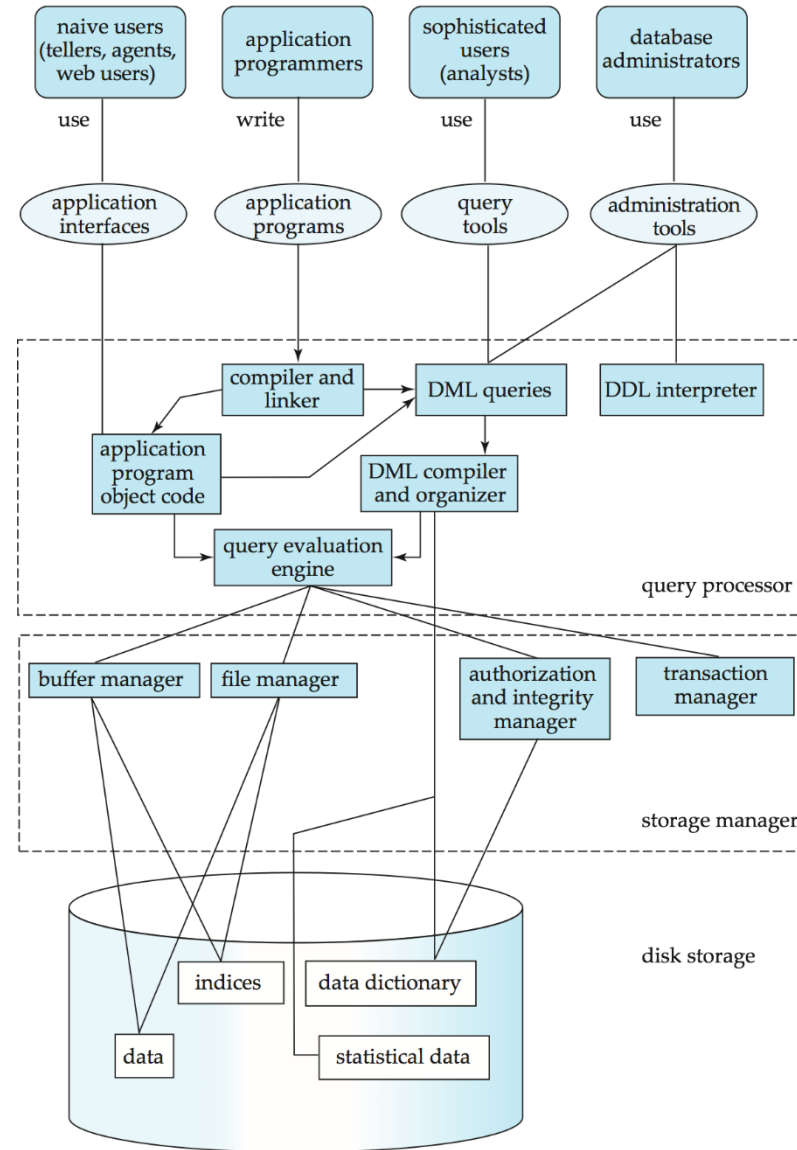 naive users
(tellers, agents,
web users)
application
programmers
sophisticated
users
(analysts)
database
administrators
use
write
use
use
application
interfaces
application
programs
query
tools
administration
tools
compiler and
linker
DML queries
DDL interpreter
application
program
object code
DML compiler
and organizer
query evaluation
engine
query processor
buffer manager
file manager
authorization
and integrity
manager
transaction
manager
storage manager
disk storage
indices
data dictionary
data
statistical data